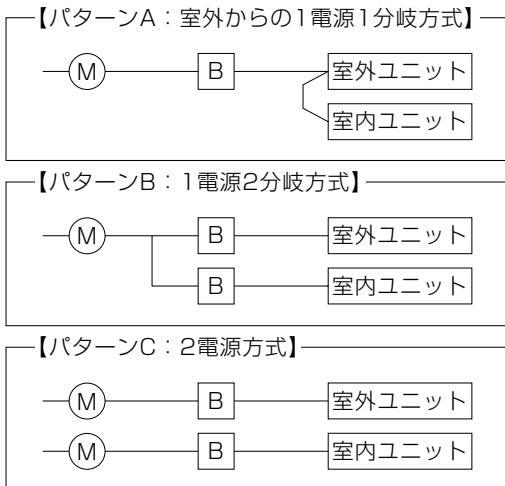 【パターンA：室外からの1電源1分岐方式】
M B 室外ユニット
室内ユニット
【パターンB：1電源2分岐方式】
M B 室外ユニット
B 室内ユニット
【パターンC：2電源方式】
M B 室外ユニット
M B 室内ユニット